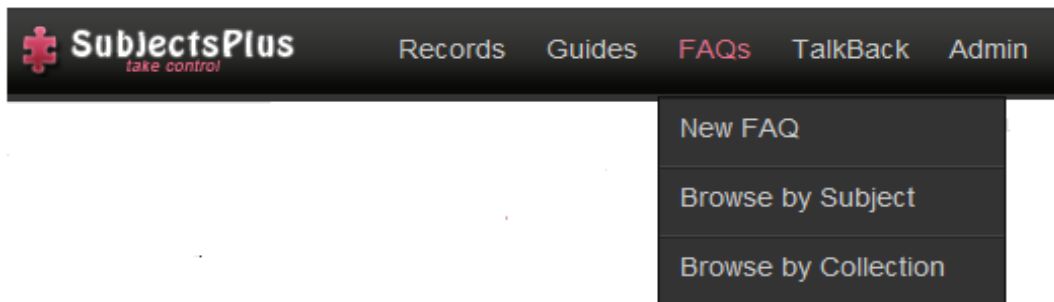 SubjectsPlus
take control
Records Guides FAQs TalkBack Admin
New FAQ
Browse by Subject
Browse by Collection